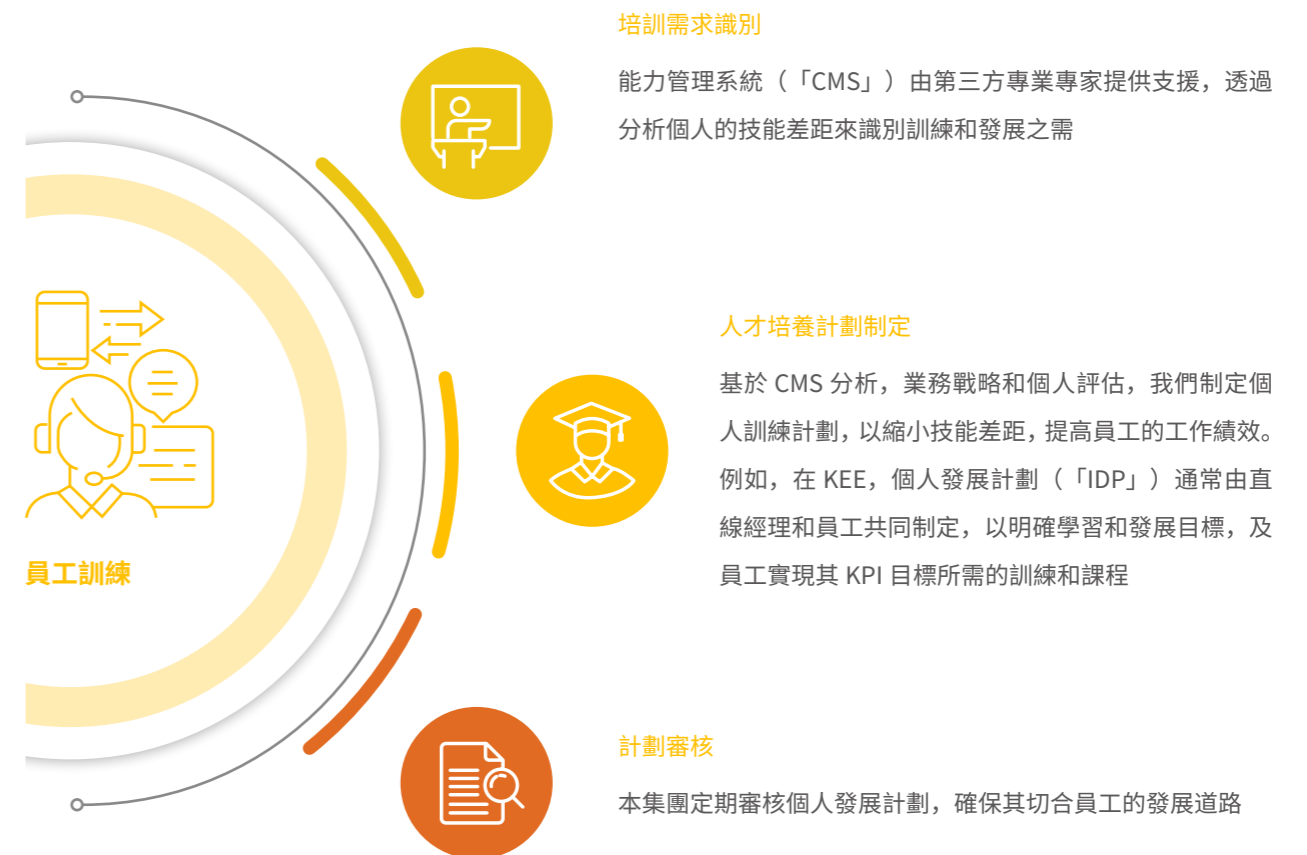 培訓需求識別
能力管理系統（「CMS」）由第三方專業專家提供支援，透過
分析個人的技能差距來識別訓練和發展之需
人才培養計劃制定
基於 CMS 分析，業務戰略和個人評估，我們制定個
人訓練計劃，以縮小技能差距，提高員工的工作績效。
例如，在 KEE，個人發展計劃（「IDP」）通常由直
線經理和員工共同制定，以明確學習和發展目標，及
員工實現其 KPI 目標所需的訓練和課程
員工訓練
計劃審核
本集團定期審核個人發展計劃，確保其切合員工的發展道路